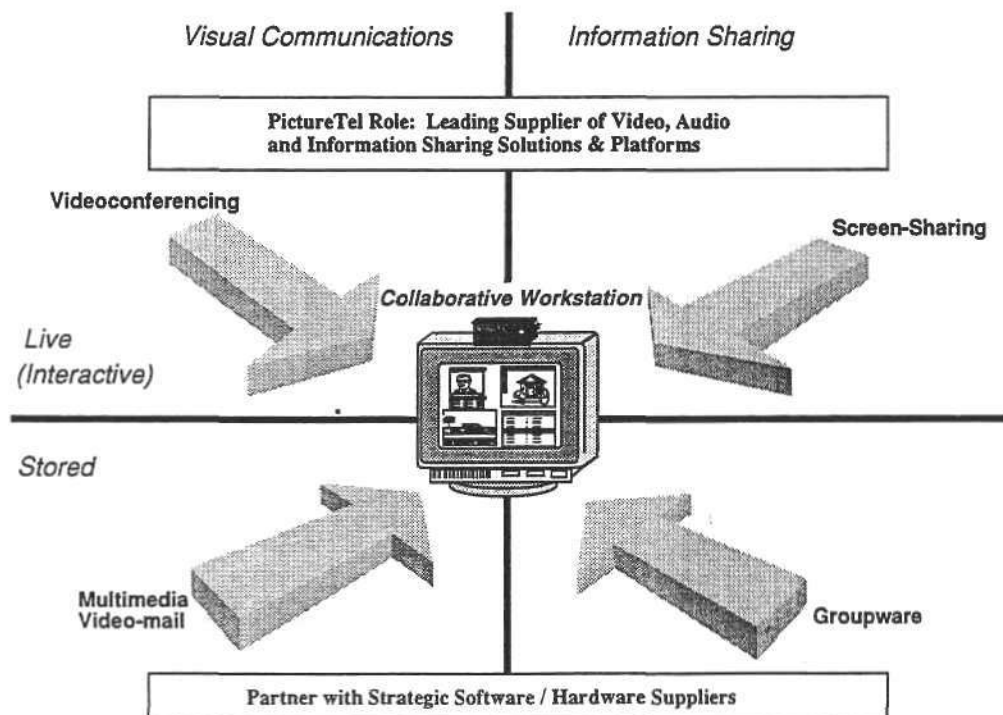 Visual Communications
Information Sharing
PictureTel Role: Leading Supplier of Video, Audio
and Information Sharing Solutions & Platforms
Videoconferencing
Screen-Sharing
Collaborative Workstation
Live
(Interactive)
Stored
Multimedia
Video-mail
Groupware
Partner with Strategic Software / Hardware Suppliers